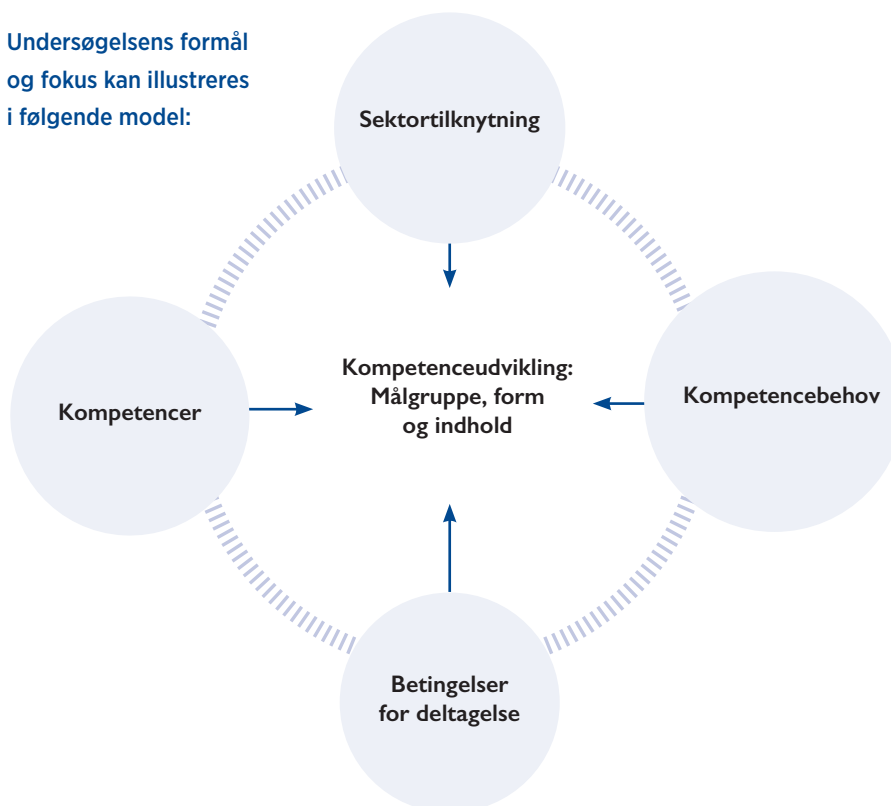 Undersøgelsens formål
og fokus kan illustreres
i følgende model:
Sektortilknytning
Kompetencer
Kompetenceudvikling:
Målgruppe, form
og indhold
Kompetencebehov
Betingelser
for deltagelse